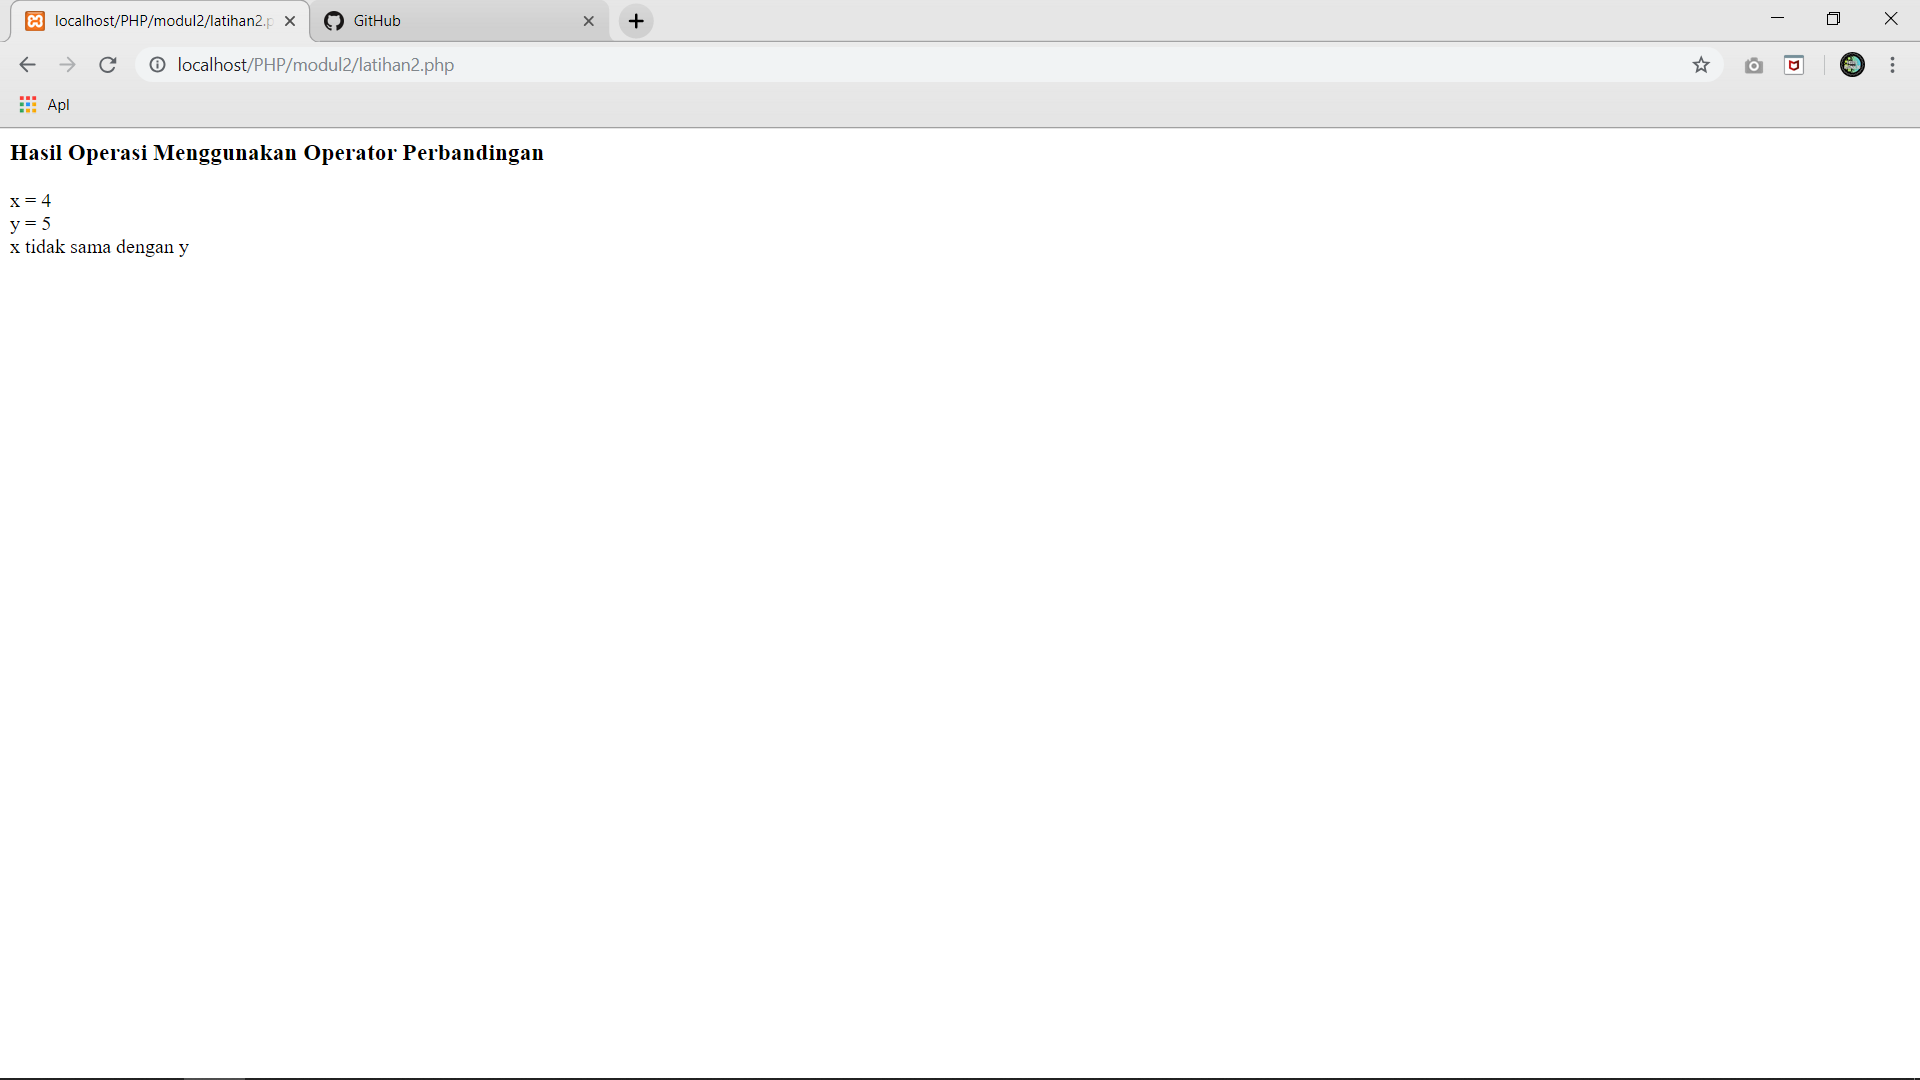 localhost/PHP/modul2/latihan2.p
GitHub
localhost/PHP/modul2/latihan2.php
Apl
Hasil Operasi Menggunakan Operator Perbandingan
x = 4
y = 5
x tidak sama dengan y